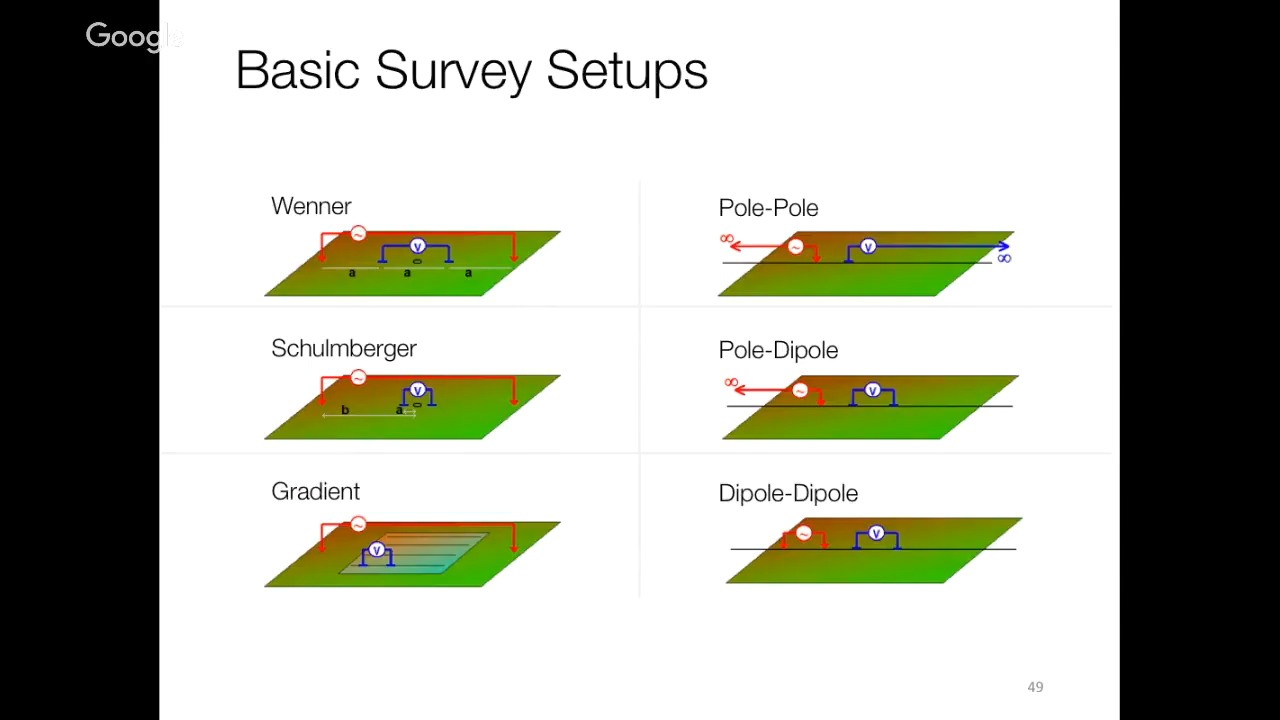 Google
Basic Survey Setups
Wenner
~
V
a a a
Pole-Pole
∞ ~ V ∞
Schulmberger
~
V
b a
Pole-Dipole
∞ ~ V
Gradient
~
V
Dipole-Dipole
~ V
49